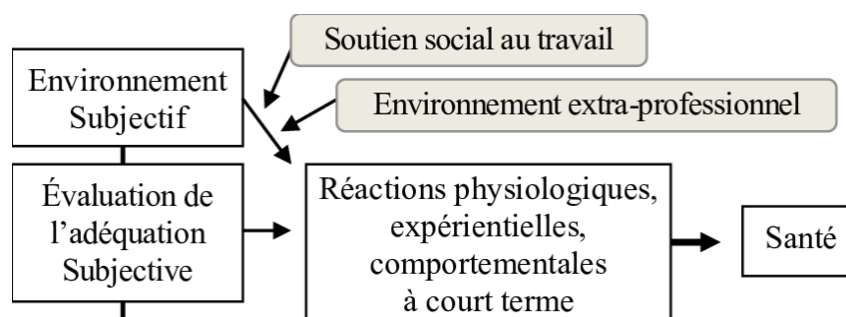 Soutien social au travail
Environnement
Subjectif
Environnement extra-professionnel
Évaluation de
l’adéquation
Subjective
Réactions physiologiques,
expérientielles,
comportementales
à court terme
Santé